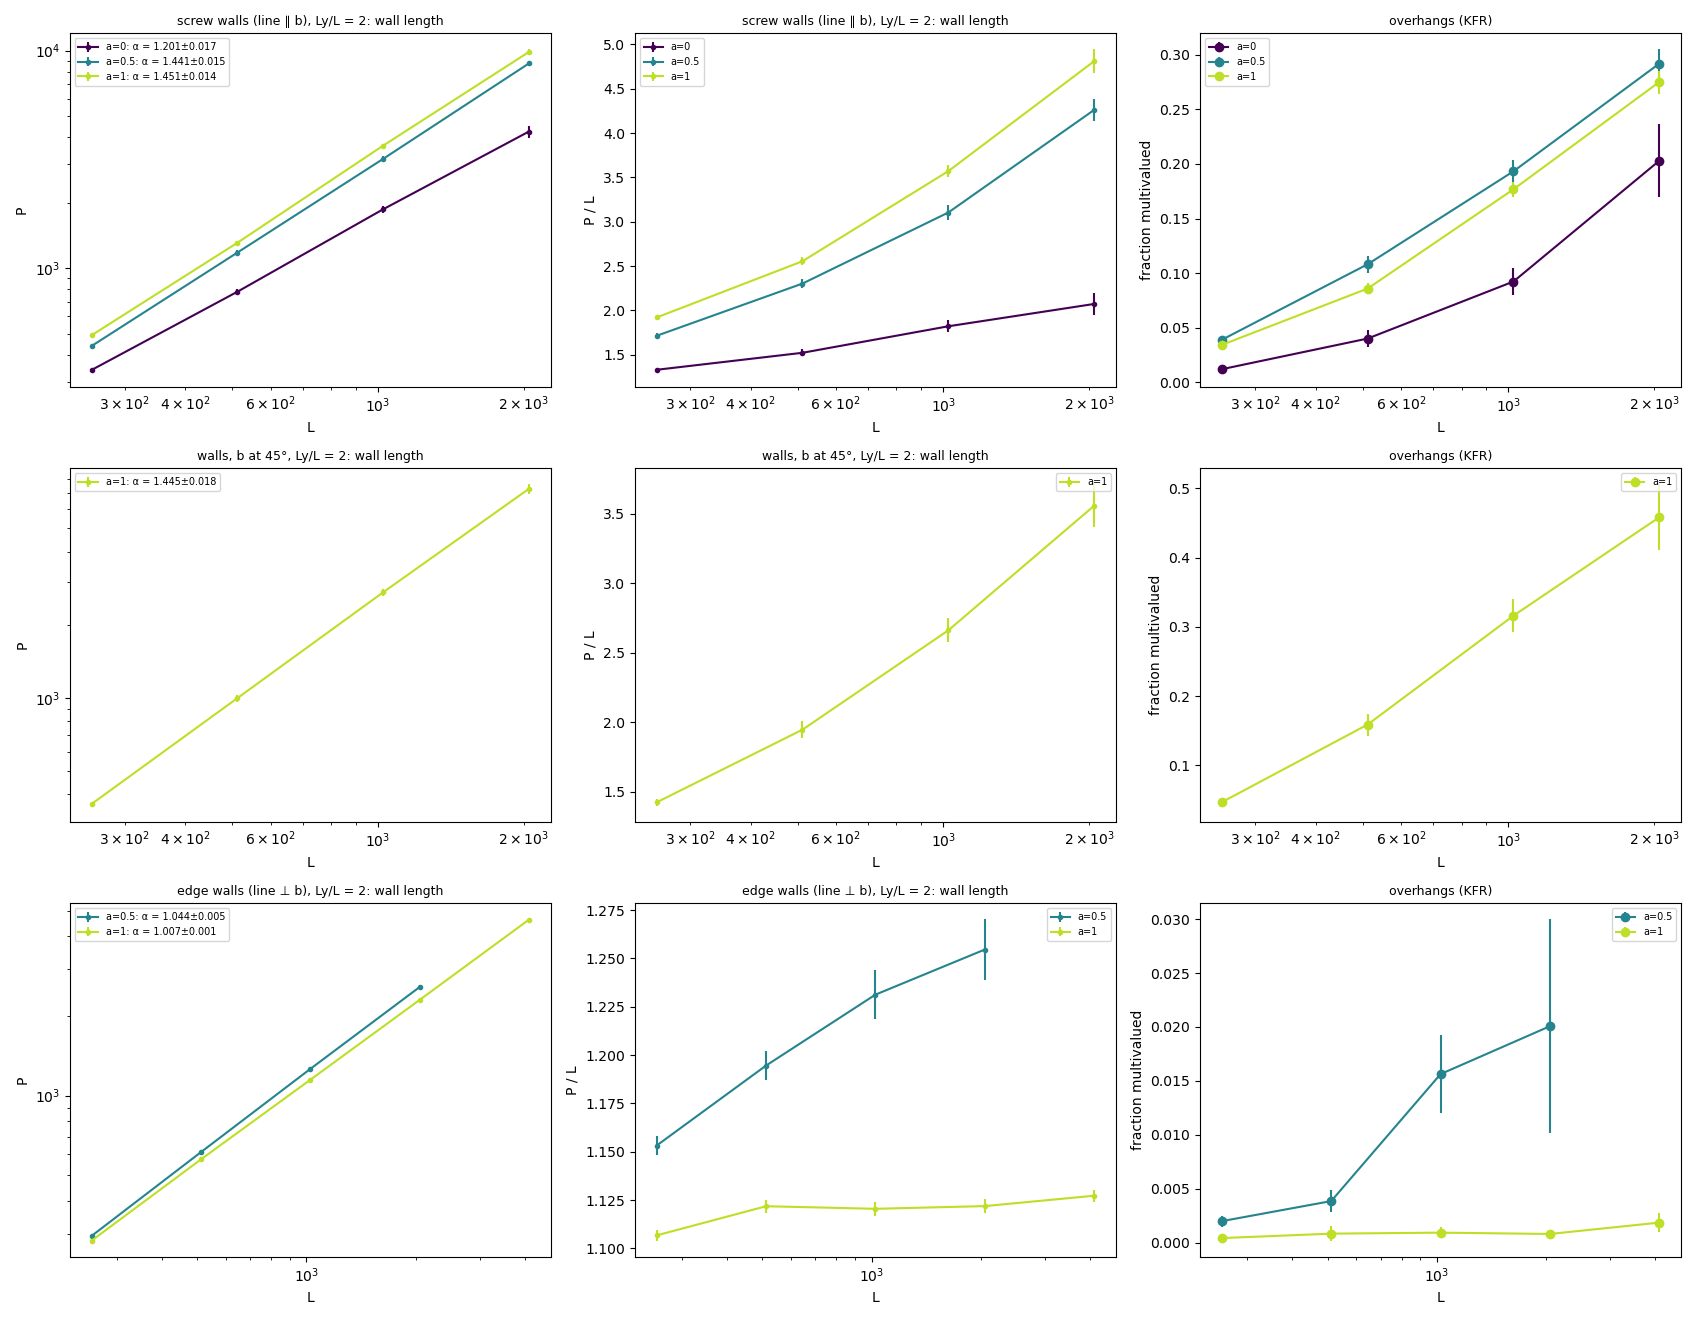 screw walls (line ∥ b), Ly/L = 2: wall length
a=0: α = 1.201±0.017
a=0.5: α = 1.441±0.015
a=1: α = 1.451±0.014
10⁴
10³
P
3 × 10² 4 × 10² 6 × 10² 10³ 2 × 10³
L
screw walls (line ∥ b), Ly/L = 2: wall length
a=0
a=0.5
a=1
5.0
4.5
4.0
3.5
3.0
2.5
2.0
1.5
P / L
3 × 10² 4 × 10² 6 × 10² 10³ 2 × 10³
L
overhangs (KFR)
a=0
a=0.5
a=1
0.30
0.25
0.20
0.15
0.10
0.05
0.00
fraction multivalued
3 × 10² 4 × 10² 6 × 10² 10³ 2 × 10³
L
walls, b at 45°, Ly/L = 2: wall length
a=1: α = 1.445±0.018
10³
P
3 × 10² 4 × 10² 6 × 10² 10³ 2 × 10³
L
walls, b at 45°, Ly/L = 2: wall length
a=1
3.5
3.0
2.5
2.0
1.5
P / L
3 × 10² 4 × 10² 6 × 10² 10³ 2 × 10³
L
overhangs (KFR)
a=1
0.5
0.4
0.3
0.2
0.1
fraction multivalued
3 × 10² 4 × 10² 6 × 10² 10³ 2 × 10³
L
edge walls (line ⊥ b), Ly/L = 2: wall length
a=0.5: α = 1.044±0.005
a=1: α = 1.007±0.001
10³
P
10³
L
edge walls (line ⊥ b), Ly/L = 2: wall length
a=0.5
a=1
1.275
1.250
1.225
1.200
1.175
1.150
1.125
1.100
P / L
10³
L
overhangs (KFR)
a=0.5
a=1
0.030
0.025
0.020
0.015
0.010
0.005
0.000
fraction multivalued
10³
L